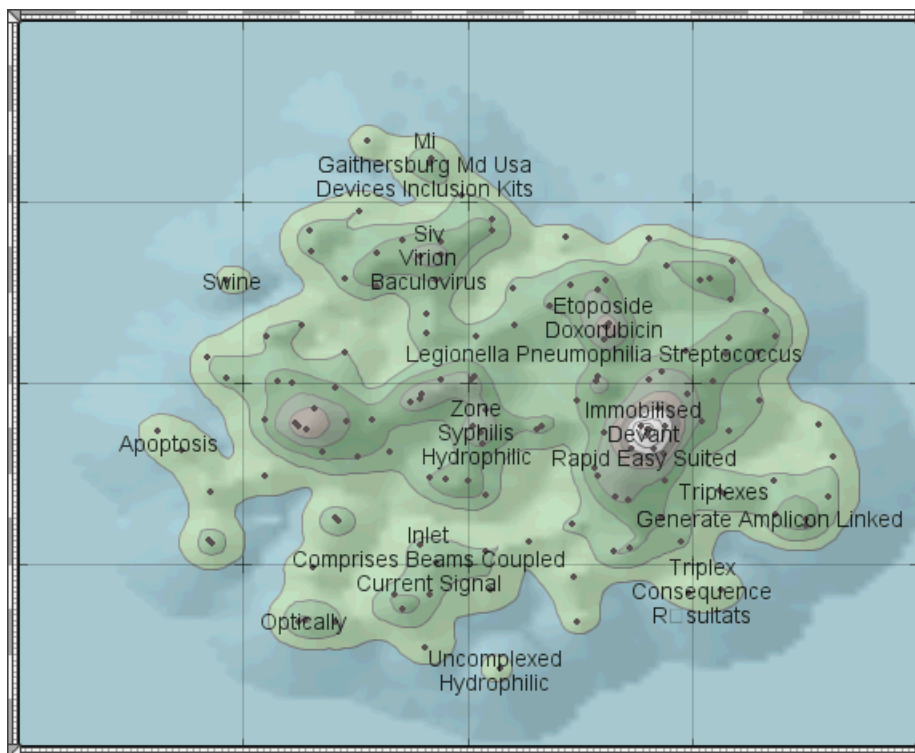 Mi
Gaithersburg Md Usa
Devices Inclusion Kits
Siv
Virion
Baculovirus
Swine
Etoposide
Doxorubicin
Legionella Pneumophilia Streptococcus
Zone
Syphilis
Hydrophilic
Immobilised
Devant
Rapid Easy Suited
Apoptosis
Triplexes
Generate Amplicon Linked
Inlet
Comprises Beams Coupled
Current Signal
Triplex
Consequence
R□sultats
Optically
Uncomplexed
Hydrophilic